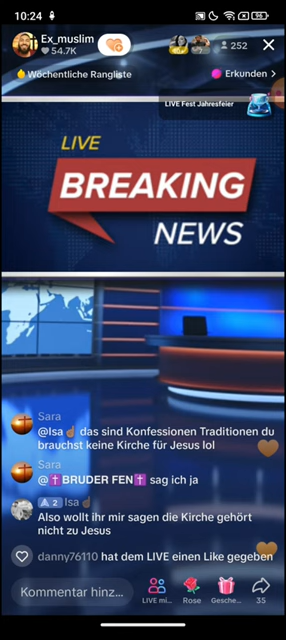 10:24
96
Ex_muslim
54.7K
252
Wöchentliche Rangliste
Erkunden >
LIVE Fest Jahresfeier
LIVE
BREAKING
NEWS
Sara
@Isa☝🏾 das sind Konfessionen Traditionen du
brauchst keine Kirche für Jesus lol
Sara
@✝️BRUDER FEN✝️ sag ich ja
2 Isa☝🏾
Also wollt ihr mir sagen die Kirche gehört
nicht zu Jesus
danny76110 hat dem LIVE einen Like gegeben
Kommentar hinz...
LIVE mi...
Rose
Gesche...
35